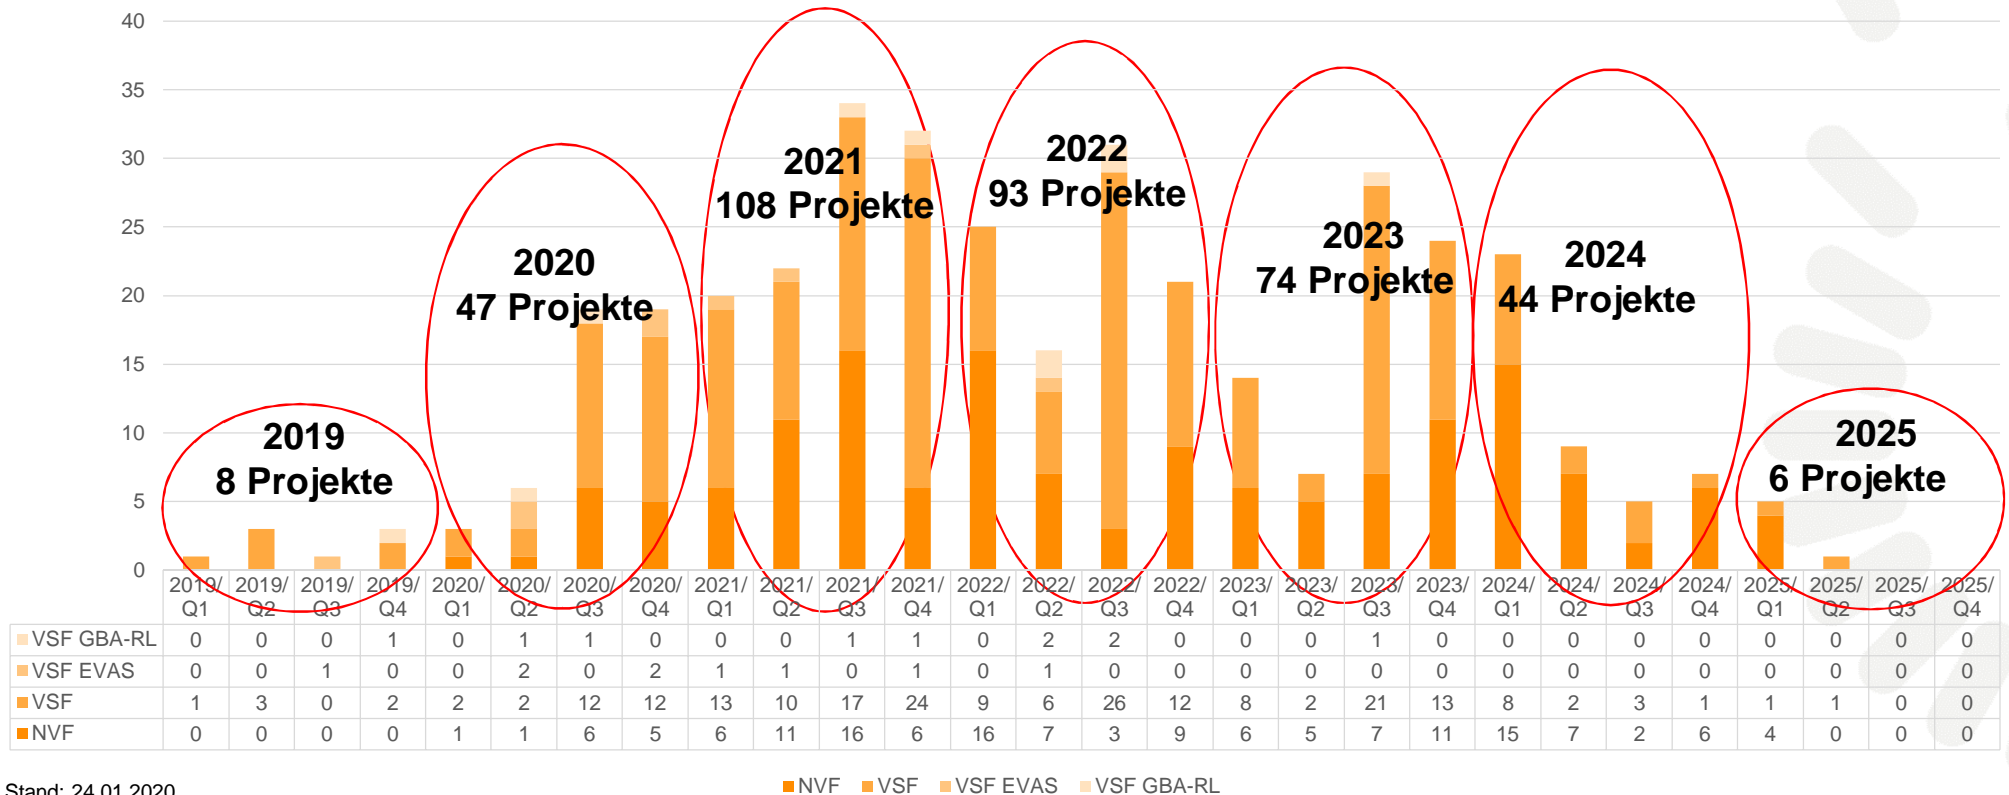 40
35
30
25
20
15
10
5
0
2019
8 Projekte
2020
47 Projekte
2021
108 Projekte
2022
93 Projekte
2023
74 Projekte
2024
44 Projekte
2025
6 Projekte
2019/ Q1 2019/ Q2 2019/ Q3 2019/ Q4 2020/ Q1 2020/ Q2 2020/ Q3 2020/ Q4 2021/ Q1 2021/ Q2 2021/ Q3 2021/ Q4 2022/ Q1 2022/ Q2 2022/ Q3 2022/ Q4 2023/ Q1 2023/ Q2 2023/ Q3 2023/ Q4 2024/ Q1 2024/ Q2 2024/ Q3 2024/ Q4 2025/ Q1 2025/ Q2 2025/ Q3 2025/ Q4
VSF GBA-RL 0 0 0 1 0 1 1 0 0 0 1 1 0 2 2 0 0 0 1 0 0 0 0 0 0 0 0 0
VSF EVAS 0 0 1 0 0 2 0 2 1 1 0 1 0 1 0 0 0 0 0 0 0 0 0 0 0 0 0 0
VSF 1 3 0 2 2 2 12 12 13 10 17 24 9 6 26 12 8 2 21 13 8 2 3 1 1 1 0 0
NVF 0 0 0 0 1 1 6 5 6 11 16 6 16 7 3 9 6 5 7 11 15 7 2 6 4 0 0 0
NVF VSF VSF EVAS VSF GBA-RL
Stand: 24.01.2020